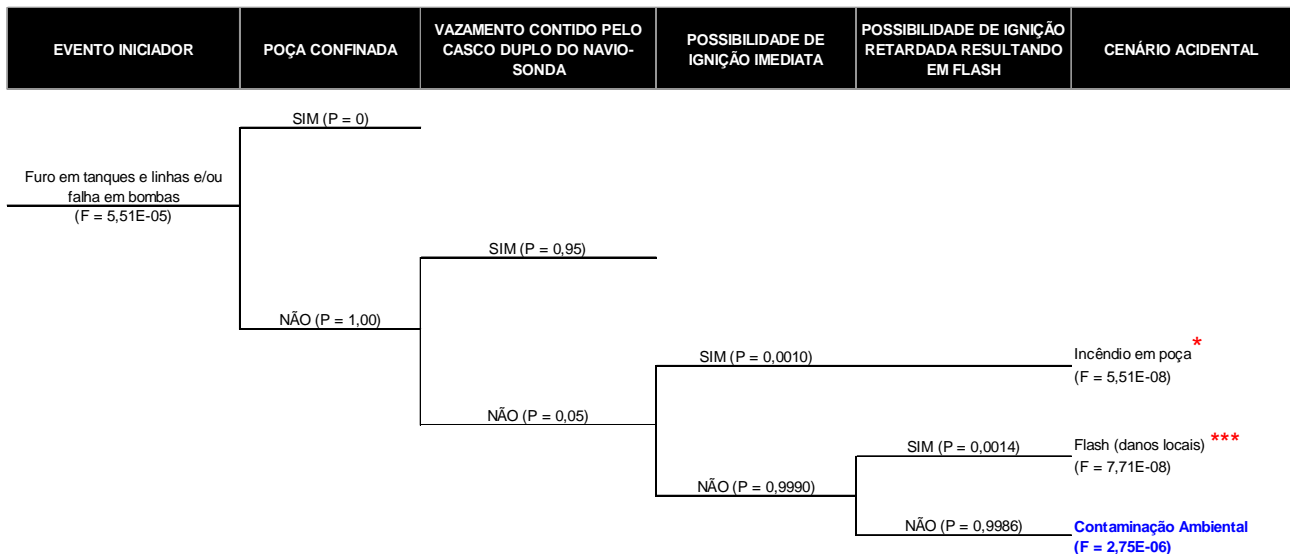 EVENTO INICIADOR
POÇA CONFINADA
VAZAMENTO CONTIDO PELO
CASCO DUPLO DO NAVIO-
SONDA
POSSIBILIDADE DE
IGNIÇÃO IMEDIATA
POSSIBILIDADE DE IGNIÇÃO
RETARDADA RESULTANDO
EM FLASH
CENÁRIO ACIDENTAL
SIM (P = 0)
Furo em tanques e linhas e/ou
falha em bombas
(F = 5,51E-05)
SIM (P = 0,95)
NÃO (P = 1,00)
SIM (P = 0,0010)
Incêndio em poça *
(F = 5,51E-08)
NÃO (P = 0,05)
SIM (P = 0,0014)
Flash (danos locais) ***
(F = 7,71E-08)
NÃO (P = 0,9990)
NÃO (P = 0,9986)
Contaminação Ambiental
(F = 2,75E-06)